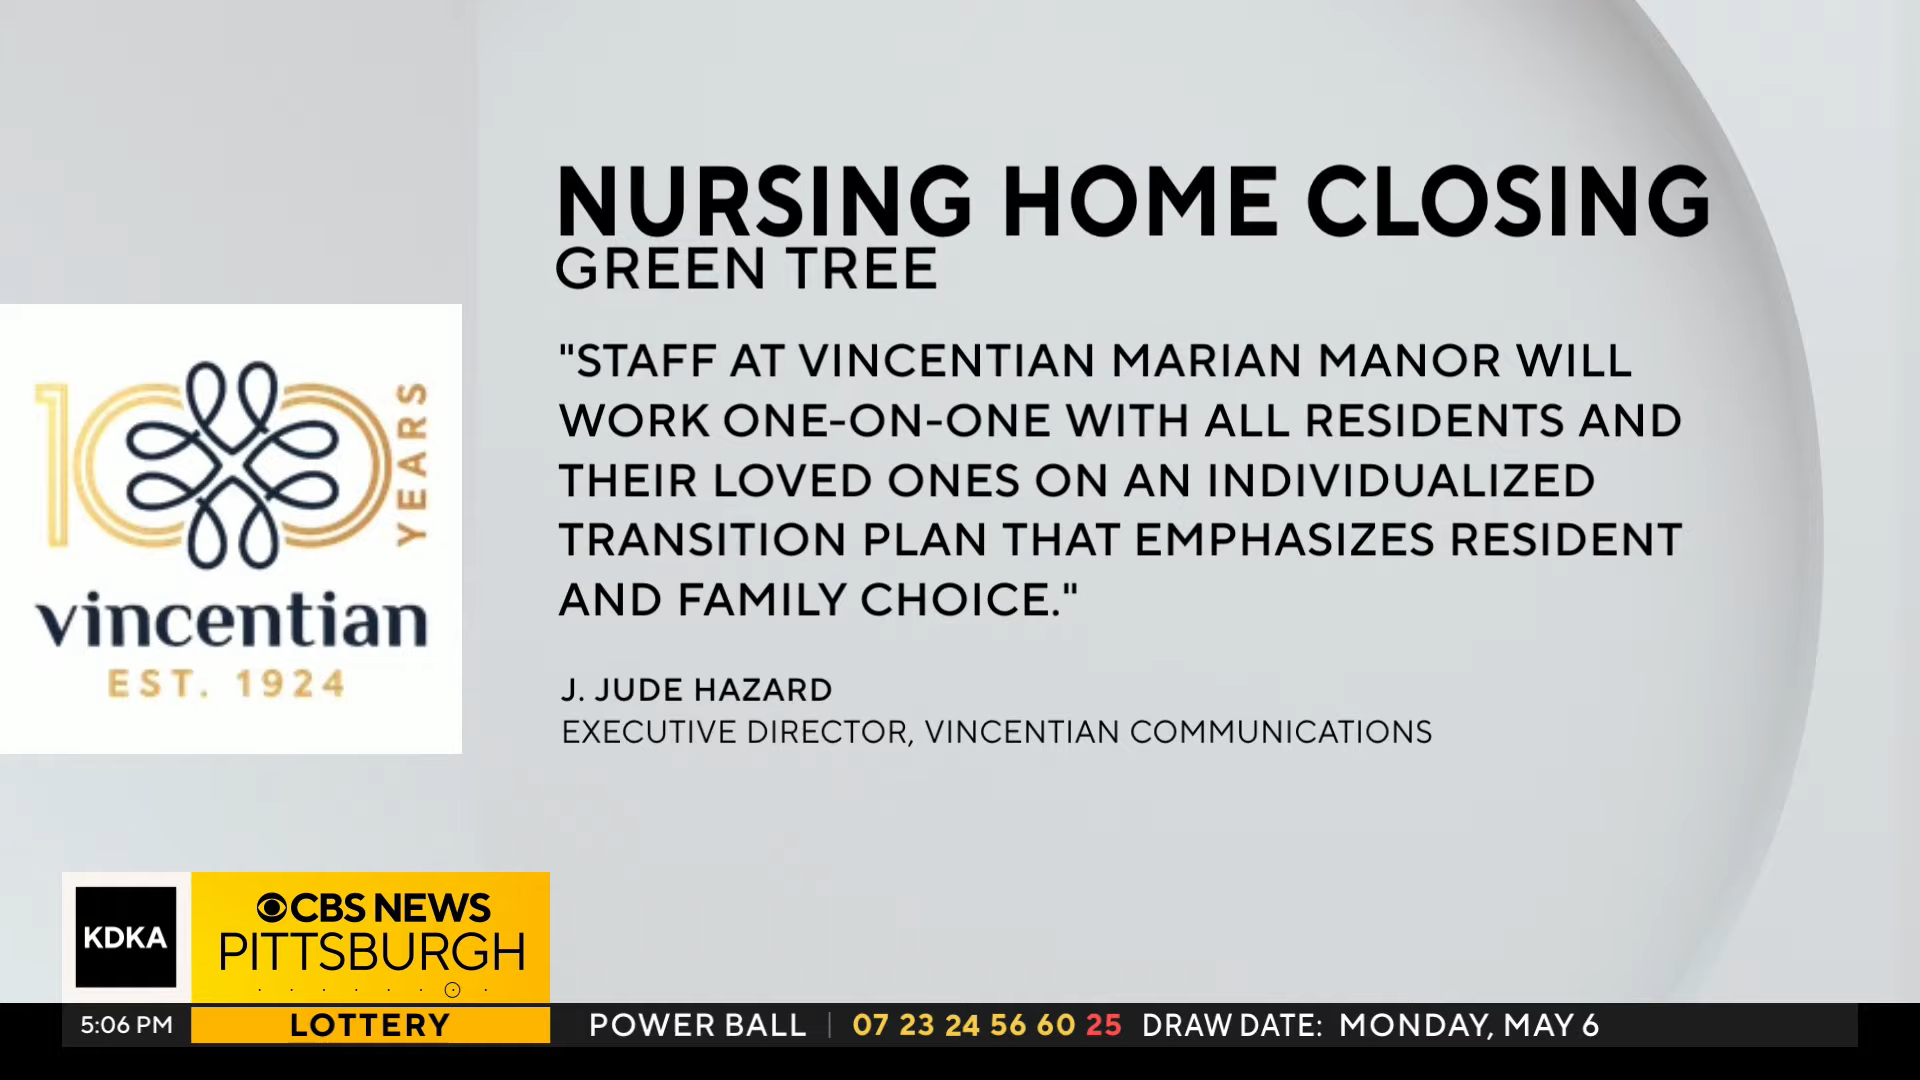 NURSING HOME CLOSING
GREEN TREE
"STAFF AT VINCENTIAN MARIAN MANOR WILL
WORK ONE-ON-ONE WITH ALL RESIDENTS AND
THEIR LOVED ONES ON AN INDIVIDUALIZED
TRANSITION PLAN THAT EMPHASIZES RESIDENT
AND FAMILY CHOICE."
J. JUDE HAZARD
EXECUTIVE DIRECTOR, VINCENTIAN COMMUNICATIONS
100 YEARS
vincentian
EST. 1924
KDKA
CBS NEWS
PITTSBURGH
5:06 PM LOTTERY POWER BALL | 07 23 24 56 60 25 DRAW DATE: MONDAY, MAY 6